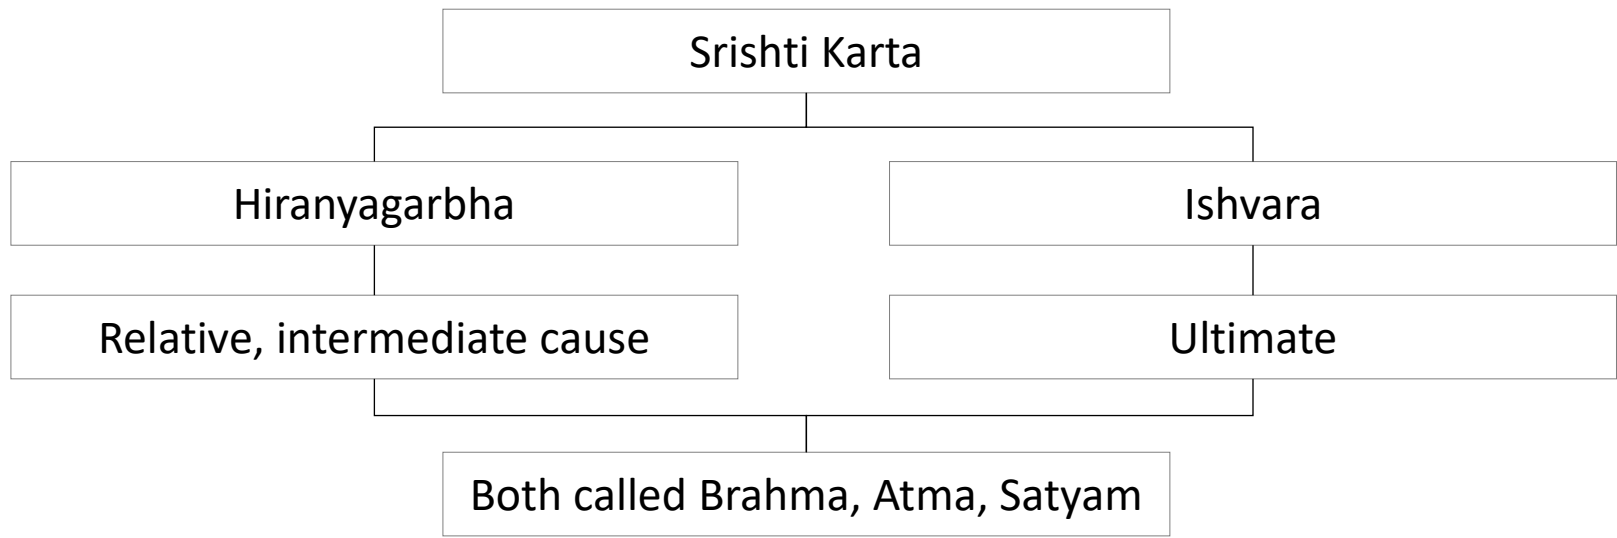 Srishti Karta
Hiranyagarbha
Ishvara
Relative, intermediate cause
Ultimate
Both called Brahma, Atma, Satyam